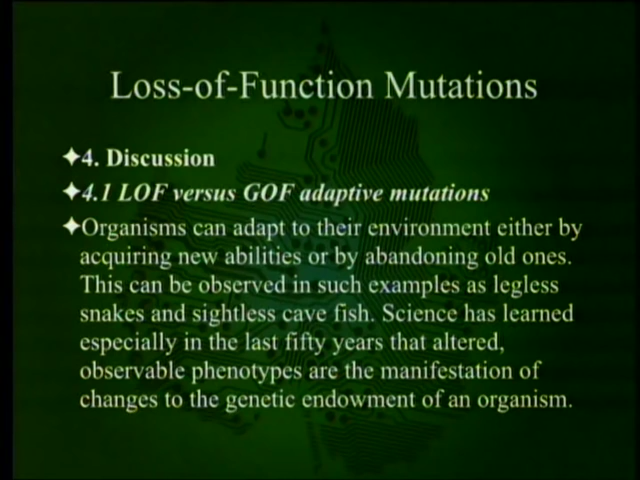 Loss-of-Function Mutations
✦4. Discussion
✦4.1 LOF versus GOF adaptive mutations
✦Organisms can adapt to their environment either by
acquiring new abilities or by abandoning old ones.
This can be observed in such examples as legless
snakes and sightless cave fish. Science has learned
especially in the last fifty years that altered,
observable phenotypes are the manifestation of
changes to the genetic endowment of an organism.